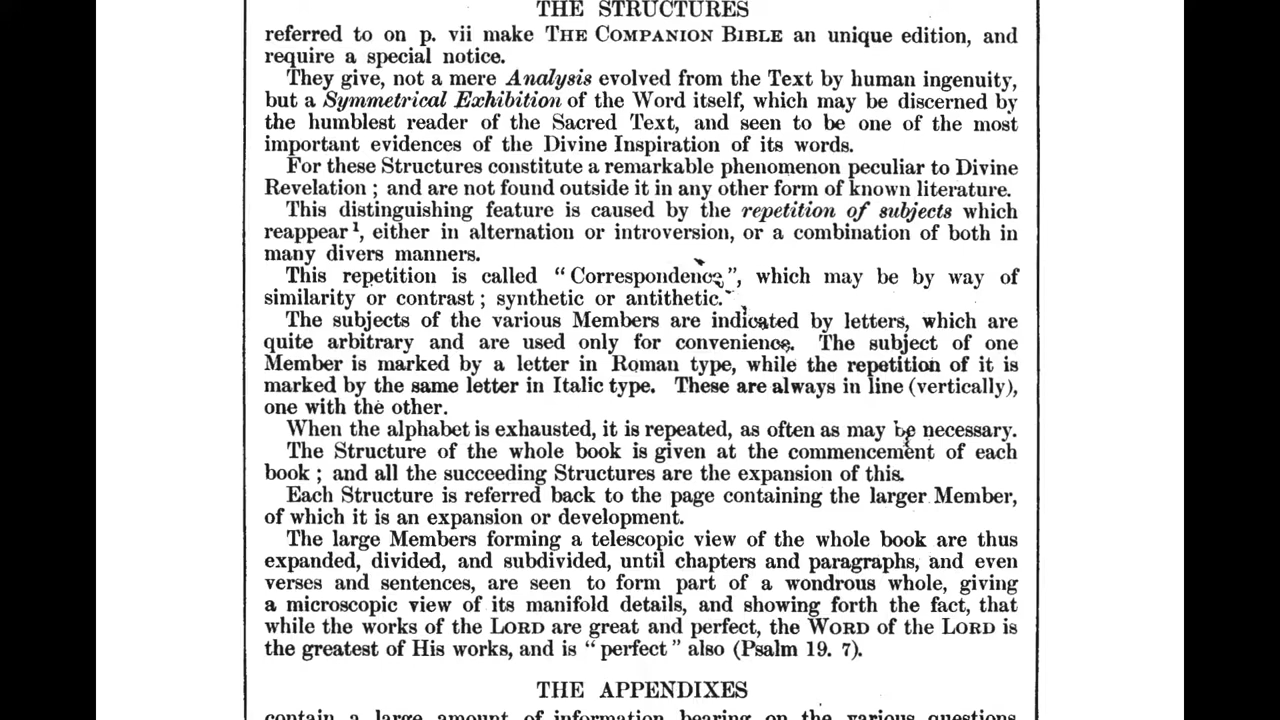 THE STRUCTURES
referred to on p. vii make THE COMPANION BIBLE an unique edition, and
require a special notice.
They give, not a mere Analysis evolved from the Text by human ingenuity,
but a Symmetrical Exhibition of the Word itself, which may be discerned by
the humblest reader of the Sacred Text, and seen to be one of the most
important evidences of the Divine Inspiration of its words.
For these Structures constitute a remarkable phenomenon peculiar to Divine
Revelation ; and are not found outside it in any other form of known literature.
This distinguishing feature is caused by the repetition of subjects which
reappear¹, either in alternation or introversion, or a combination of both in
many divers manners.
This repetition is called “Correspondence”, which may be by way of
similarity or contrast ; synthetic or antithetic.
The subjects of the various Members are indicated by letters, which are
quite arbitrary and are used only for convenience. The subject of one
Member is marked by a letter in Roman type, while the repetition of it is
marked by the same letter in Italic type. These are always in line (vertically),
one with the other.
When the alphabet is exhausted, it is repeated, as often as may be necessary.
The Structure of the whole book is given at the commencement of each
book ; and all the succeeding Structures are the expansion of this.
Each Structure is referred back to the page containing the larger Member,
of which it is an expansion or development.
The large Members forming a telescopic view of the whole book are thus
expanded, divided, and subdivided, until chapters and paragraphs, and even
verses and sentences, are seen to form part of a wondrous whole, giving
a microscopic view of its manifold details, and showing forth the fact, that
while the works of the LORD are great and perfect, the WORD of the LORD is
the greatest of His works, and is “perfect” also (Psalm 19. 7).
THE APPENDIXES
contain a large amount of information bearing on the various questions